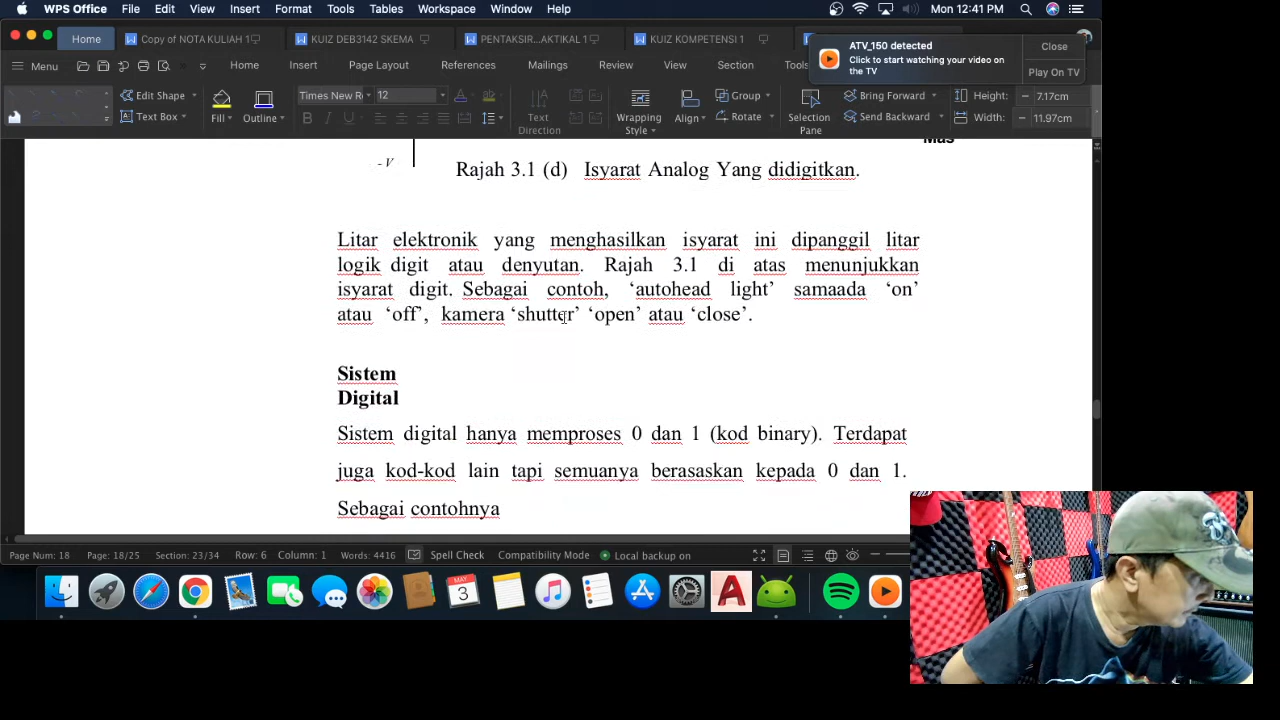 WPS Office File Edit View Insert Format Tools Tables Workspace Window Help Mon 12:41 PM
Home Copy of NOTA KULIAH 1 KUIZ DEB3142 SKEMA PENTAKSIR...AKTIKAL 1 KUIZ KOMPETENSI 1
ATV_150 detected
Click to start watching your video on
the TV
Close
Play On TV
Menu Home Insert Page Layout References Mailings Review View Section Tools
Edit Shape
Text Box
Fill
Outline
Times New Ro 12
Text
Direction
Wrapping
Style
Align
Group
Rotate
Selection
Pane
Bring Forward
Send Backward
Height: 7.17cm
Width: 11.97cm
Mas
- V
Rajah 3.1 (d) Isyarat Analog Yang didigitkan.
Litar elektronik yang menghasilkan isyarat ini dipanggil litar
logik digit atau denyutan. Rajah 3.1 di atas menunjukkan
isyarat digit. Sebagai contoh, ‘autohead light’ samaada ‘on’
atau ‘off’, kamera ‘shutter’ ‘open’ atau ‘close’.
Sistem
Digital
Sistem digital hanya memproses 0 dan 1 (kod binary). Terdapat
juga kod-kod lain tapi semuanya berasaskan kepada 0 dan 1.
Sebagai contohnya
Page Num: 18 Page: 18/25 Section: 23/34 Row: 6 Column: 1 Words: 4416 Spell Check Compatibility Mode Local backup on
MAY
3